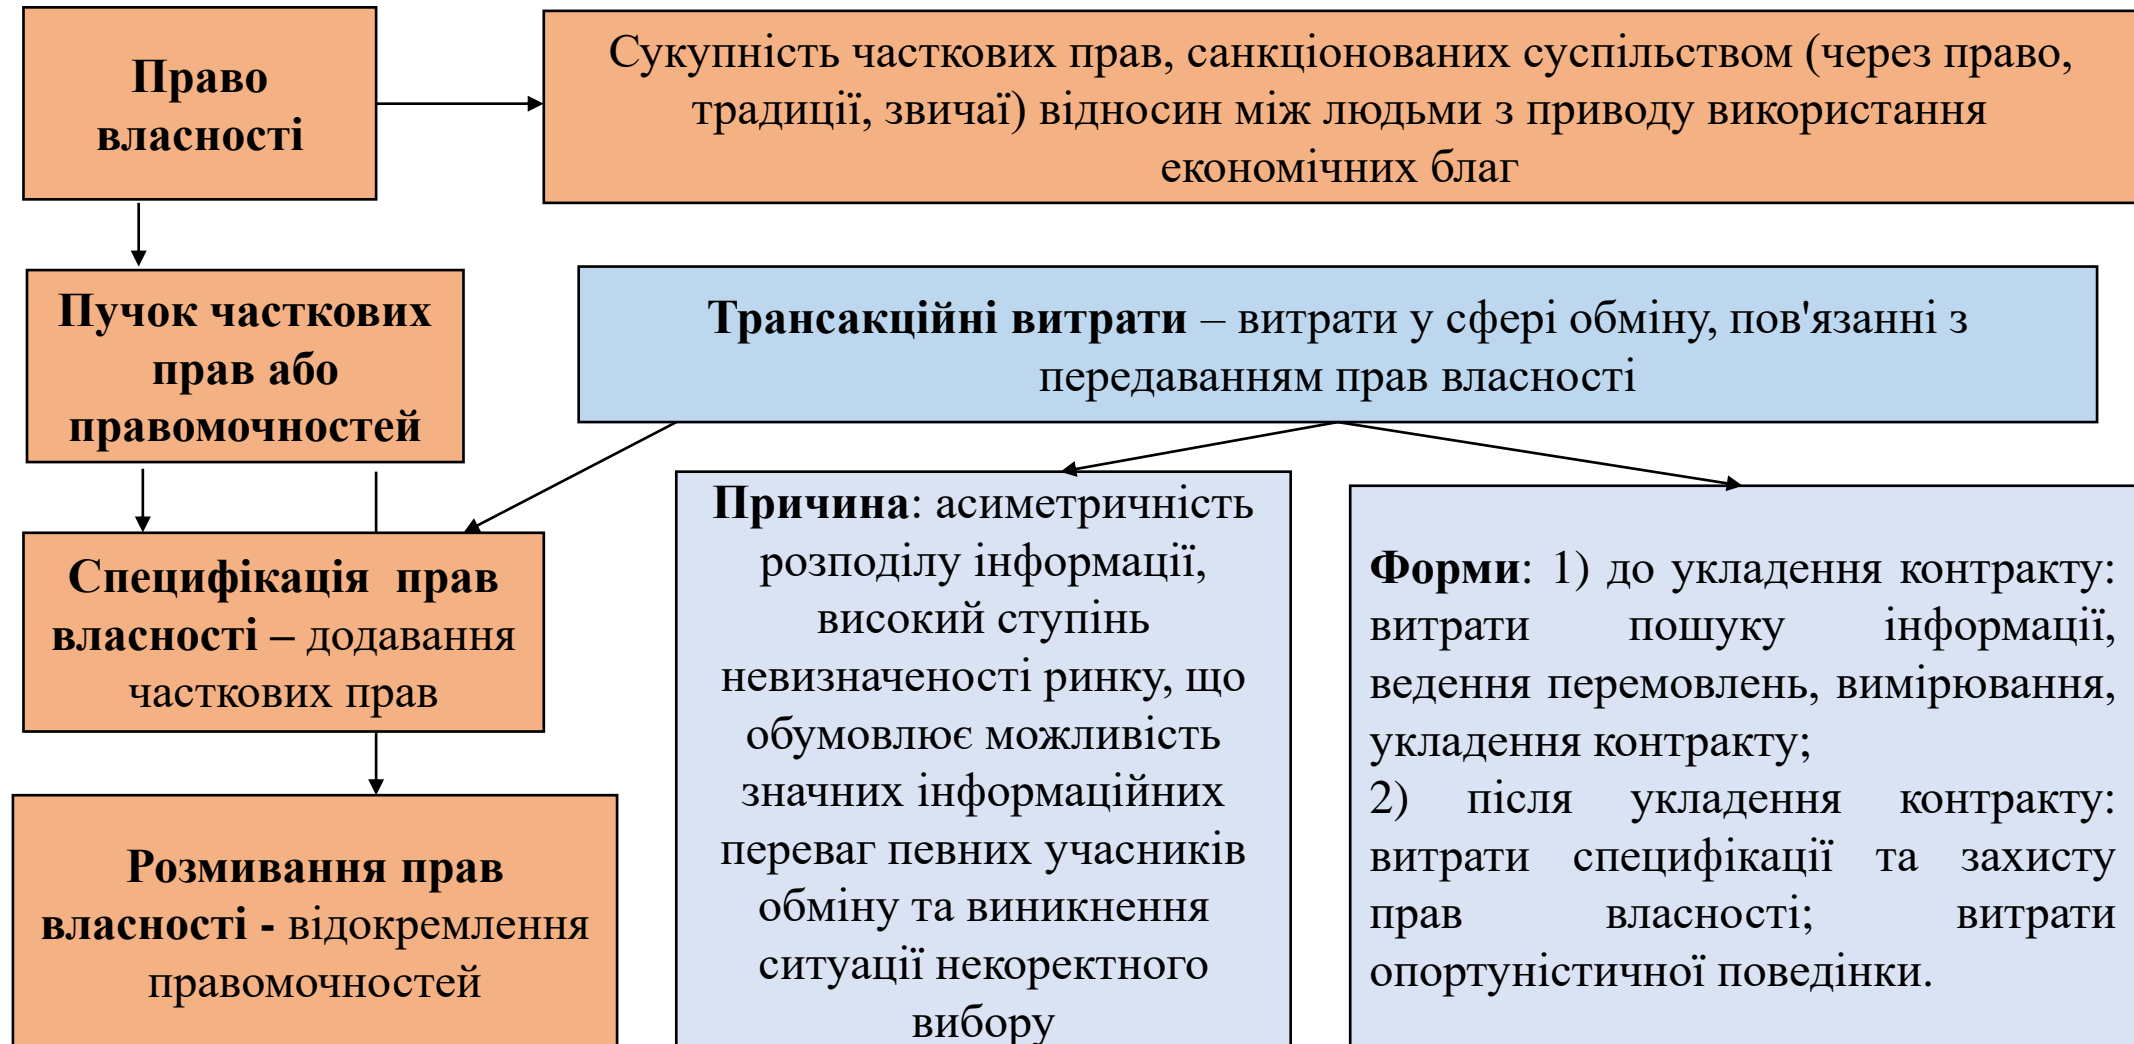 Право
власності
Сукупність часткових прав, санкціонованих суспільством (через право,
традиції, звичаї) відносин між людьми з приводу використання
економічних благ
Пучок часткових
прав або
правомочностей
Трансакційні витрати – витрати у сфері обміну, пов'язанні з
передаванням прав власності
Специфікація прав
власності – додавання
часткових прав
Розмивання прав
власності - відокремлення
правомочностей
Причина: асиметричність
розподілу інформації,
високий ступінь
невизначеності ринку, що
обумовлює можливість
значних інформаційних
переваг певних учасників
обміну та виникнення
ситуації некоректного
вибору
Форми: 1) до укладення контракту:
витрати пошуку інформації,
ведення перемовлень, вимірювання,
укладення контракту;
2) після укладення контракту:
витрати специфікації та захисту
прав власності; витрати
опортуністичної поведінки.